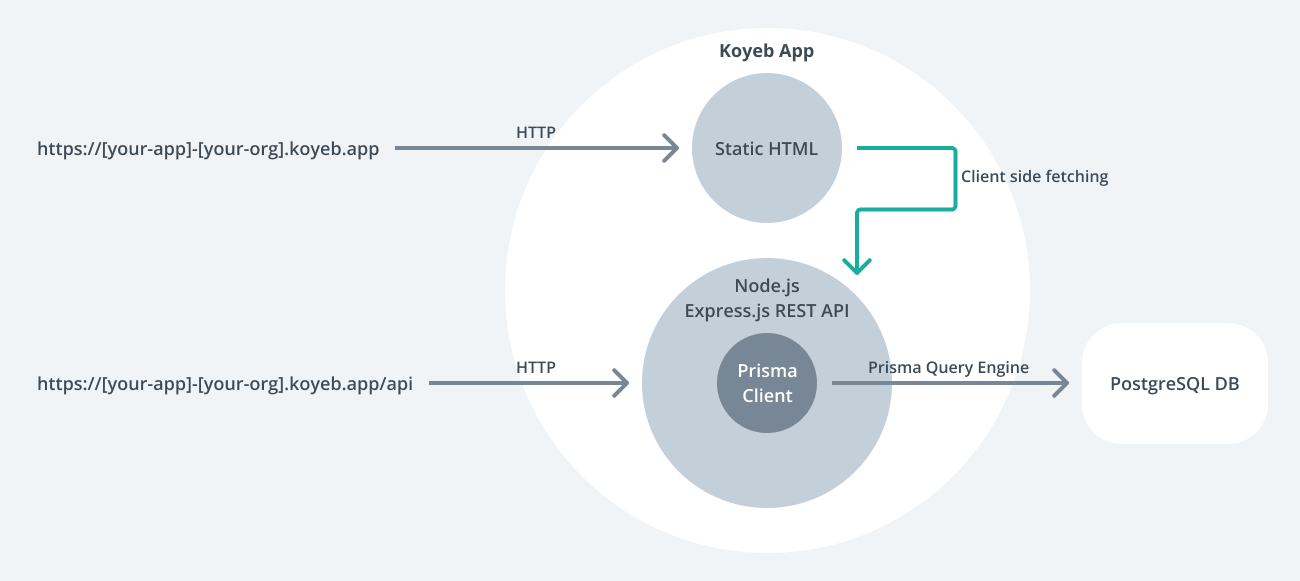 Koyeb App
HTTP
https://[your-app]-[your-org].koyeb.app
Static HTML
Client side fetching
Node.js
Express.js REST API
HTTP
https://[your-app]-[your-org].koyeb.app/api
Prisma
Client
Prisma Query Engine
PostgreSQL DB